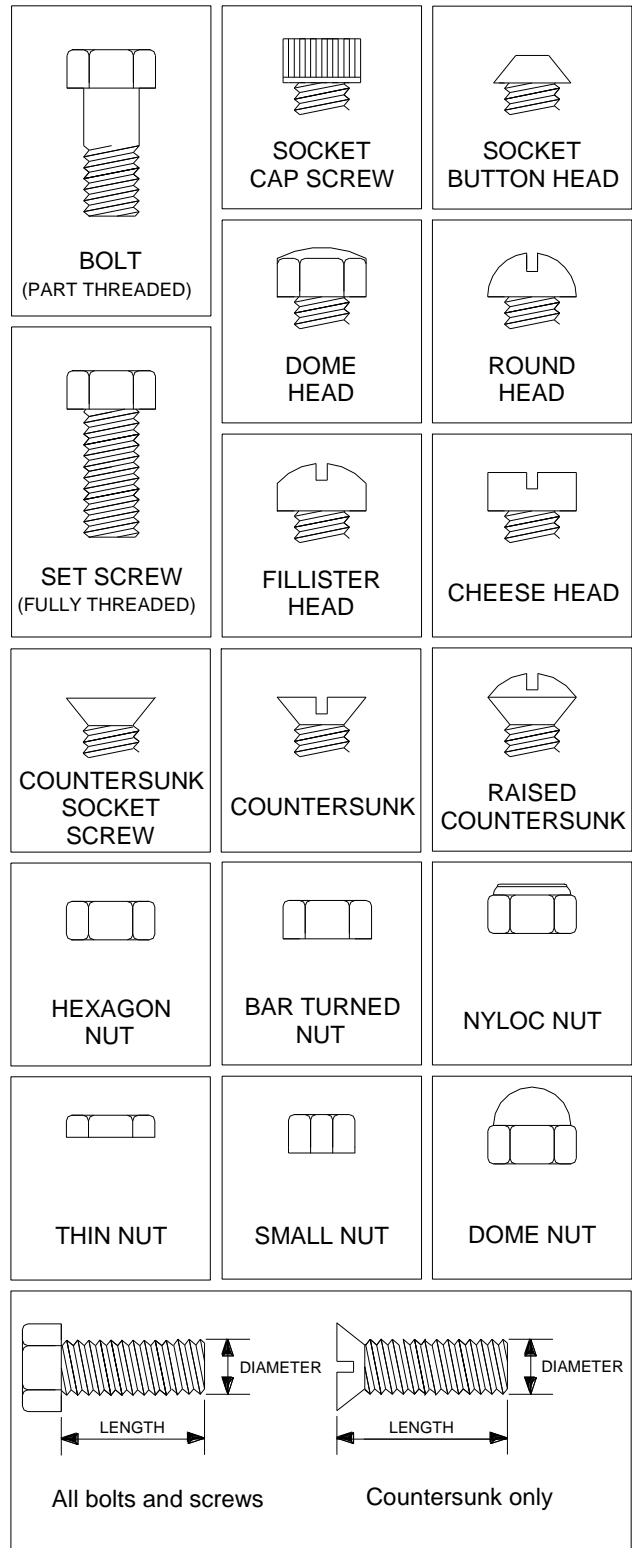 BOLT
(PART THREADED)
SOCKET
CAP SCREW
SOCKET
BUTTON HEAD
DOME
HEAD
ROUND
HEAD
SET SCREW
(FULLY THREADED)
FILLISTER
HEAD
CHEESE HEAD
COUNTERSUNK
SOCKET
SCREW
COUNTERSUNK
RAISED
COUNTERSUNK
HEXAGON
NUT
BAR TURNED
NUT
NYLOC NUT
THIN NUT
SMALL NUT
DOME NUT
DIAMETER
LENGTH
All bolts and screws
DIAMETER
LENGTH
Countersunk only